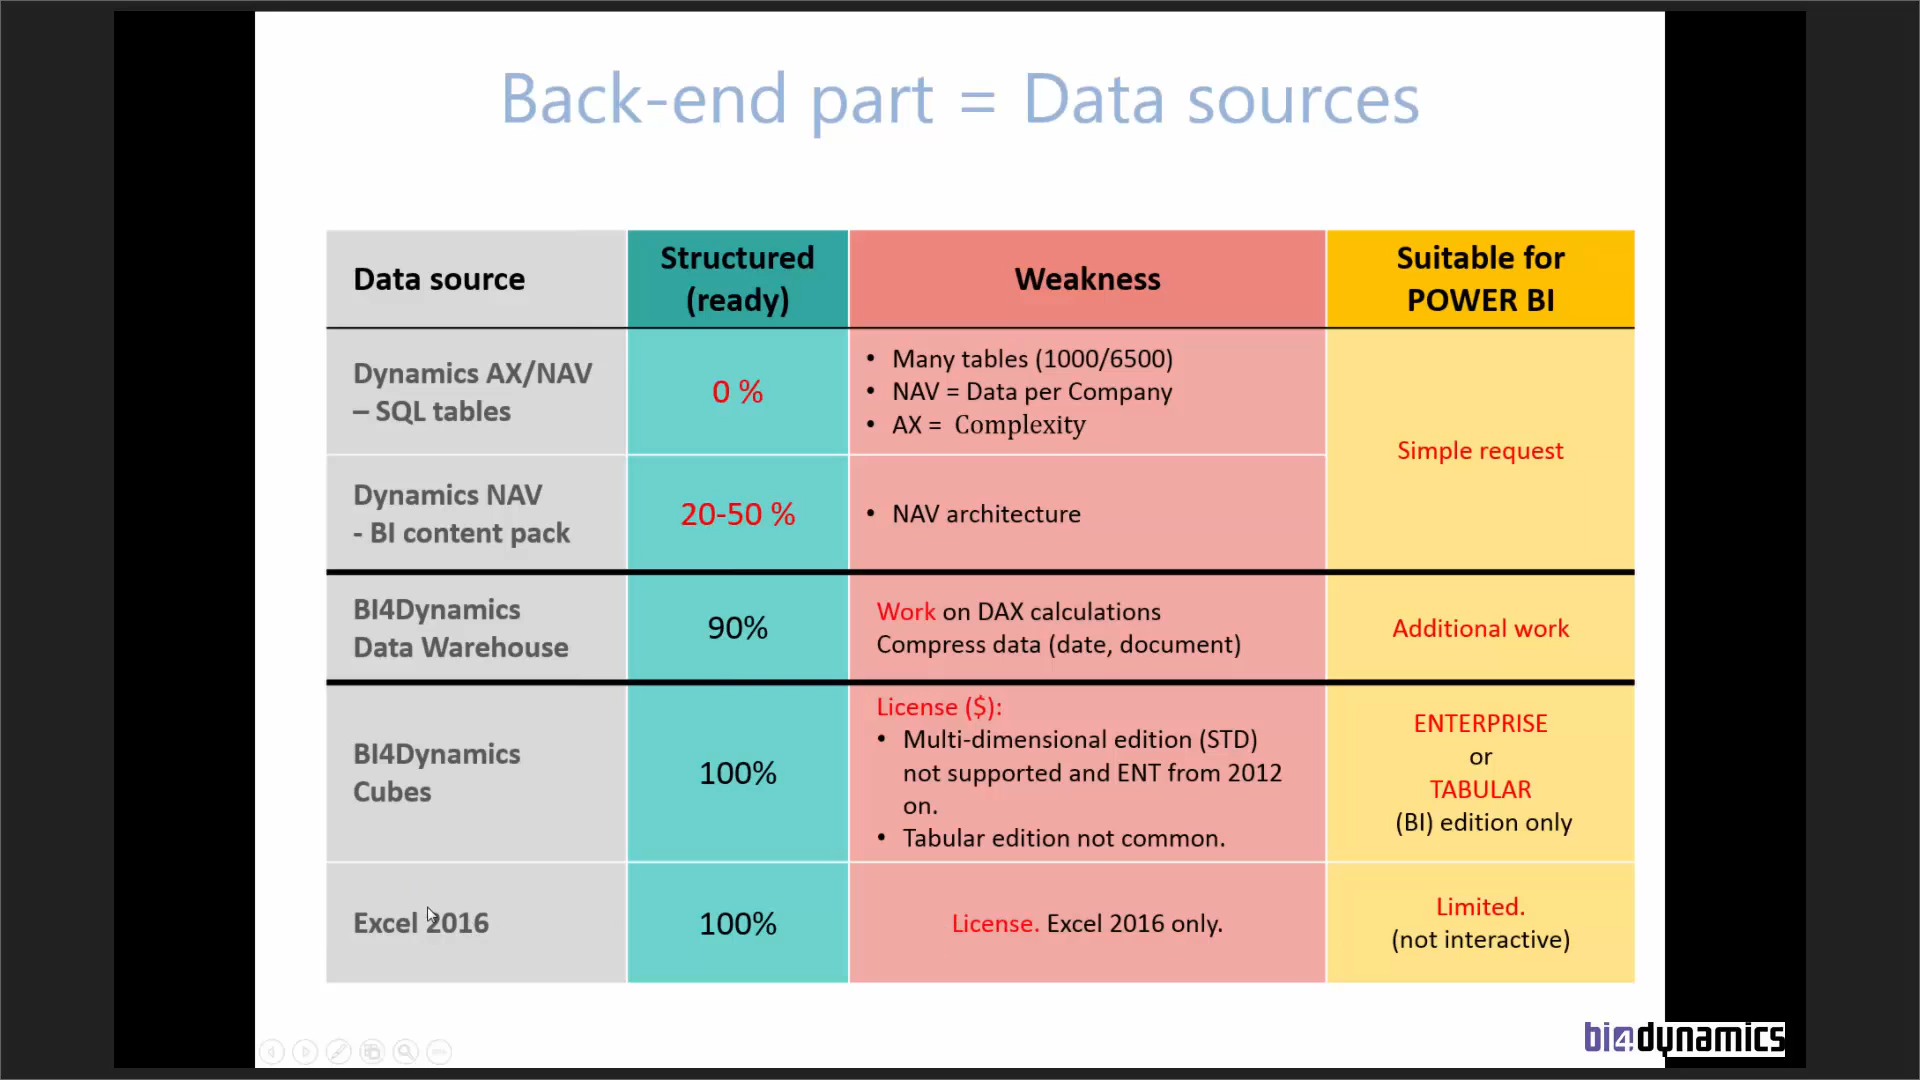 Back-end part = Data sources
Data source
Structured
(ready)
Weakness
Suitable for
POWER BI
Dynamics AX/NAV
– SQL tables
0 %
• Many tables (1000/6500)
• NAV = Data per Company
• AX = Complexity
Simple request
Dynamics NAV
- BI content pack
20-50 %
• NAV architecture
BI4Dynamics
Data Warehouse
90%
Work on DAX calculations
Compress data (date, document)
Additional work
BI4Dynamics
Cubes
100%
License ($):
• Multi-dimensional edition (STD)
not supported and ENT from 2012
on.
• Tabular edition not common.
ENTERPRISE
or
TABULAR
(BI) edition only
Excel 2016
100%
License. Excel 2016 only.
Limited.
(not interactive)
bi4dynamics